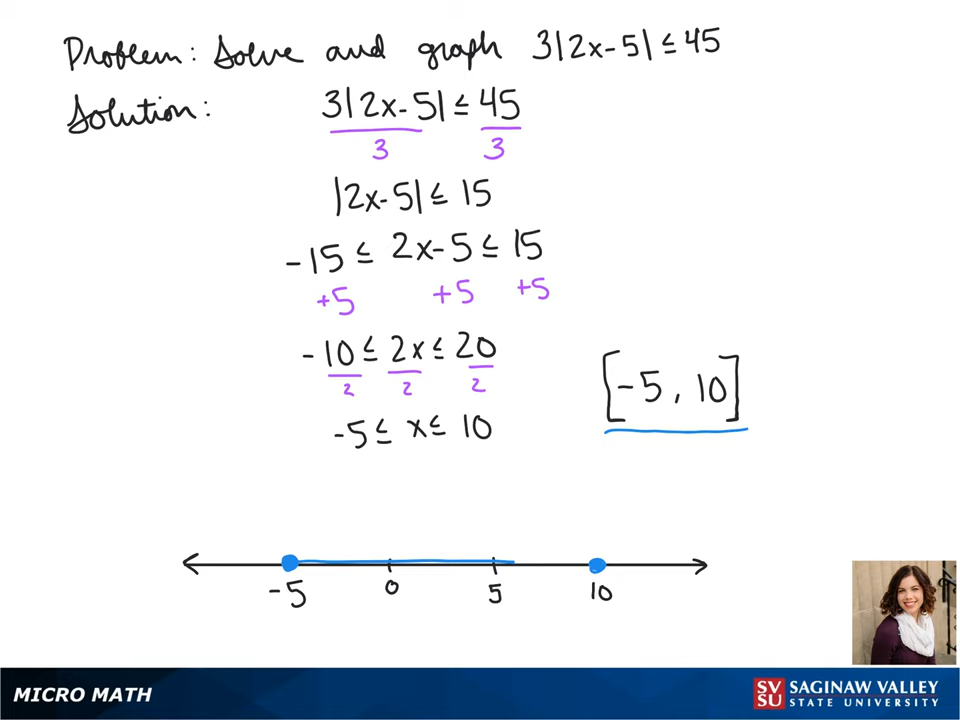 Problem: Solve and graph 3|2x-5| ≤ 45
Solution: 3|2x-5| ≤ 45
3 3
|2x-5| ≤ 15
-15 ≤ 2x-5 ≤ 15
+5 +5 +5
-10 ≤ 2x ≤ 20
2 2 2
[-5, 10]
-5 ≤ x ≤ 10
-5 0 5 10
MICRO MATH
SV SU SAGINAW VALLEY
STATE UNIVERSITY